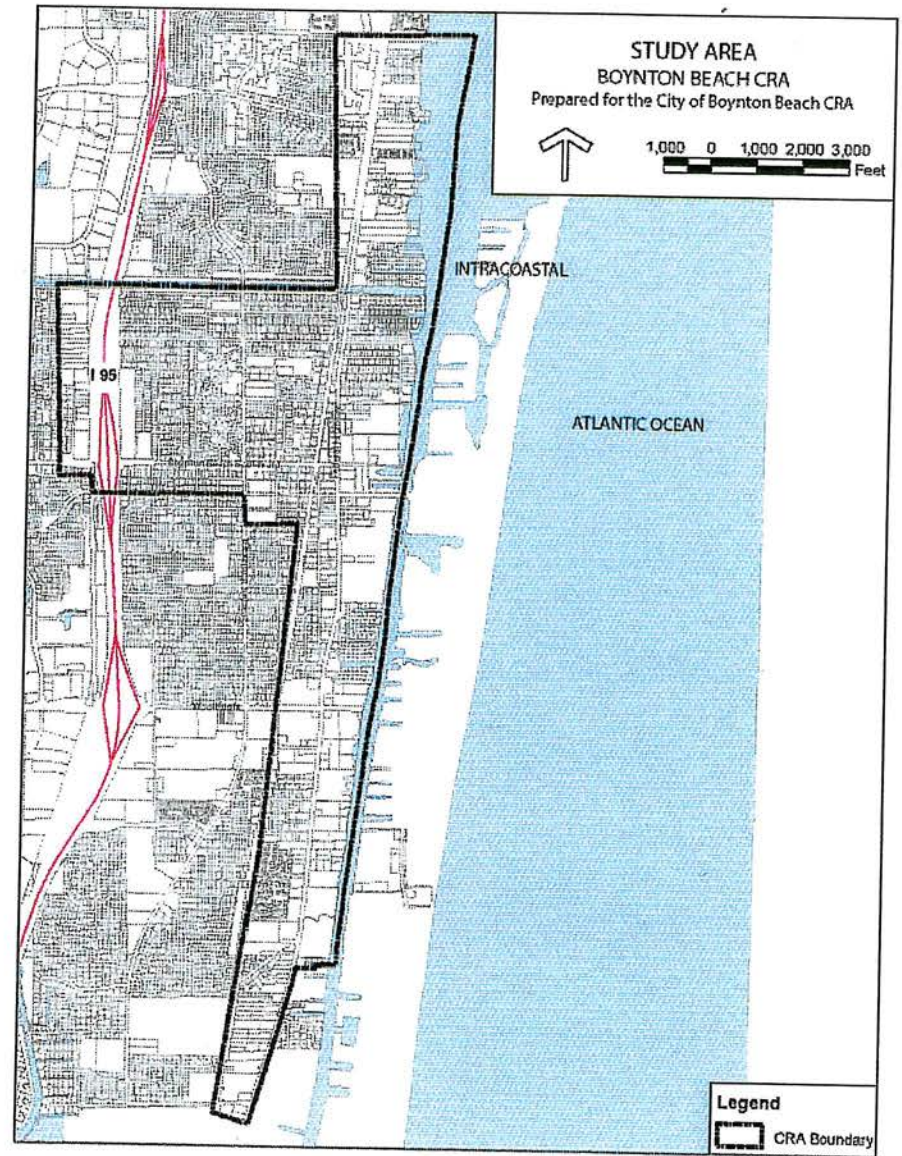 STUDY AREA
BOYNTON BEACH CRA
Prepared for the City of Boynton Beach CRA
1,000 0 1,000 2,000 3,000
Feet
INTRACOASTAL
I 95
ATLANTIC OCEAN
Legend
CRA Boundary